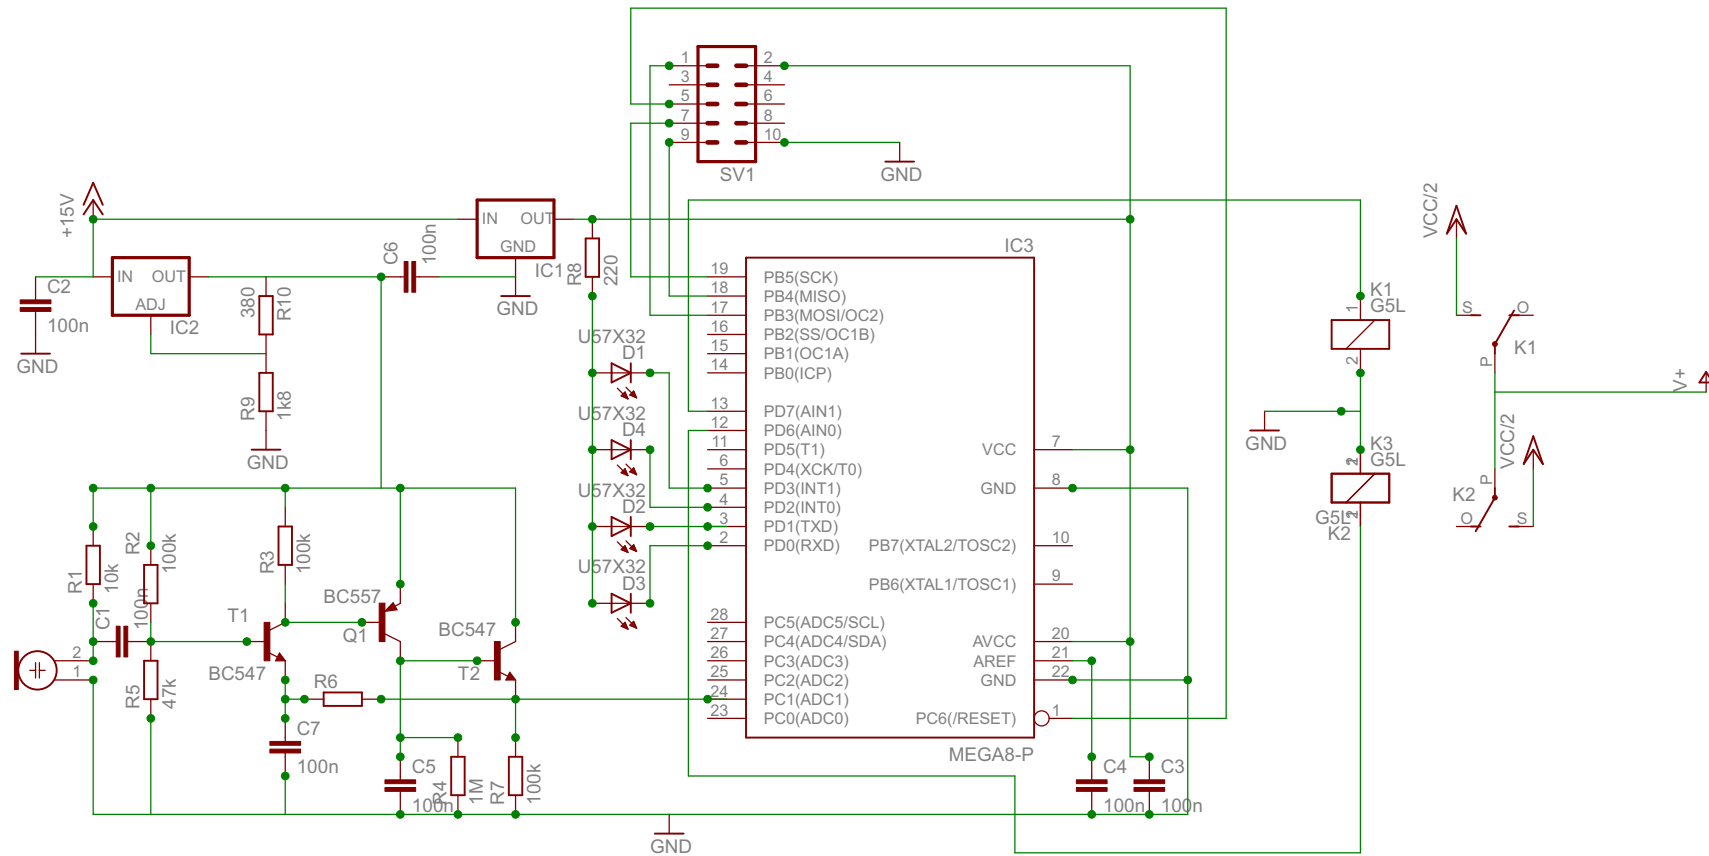 1 2
3 4
5 6
7 8
9 10
SV1
GND
+15V
IN OUT
GND
IC1
GND
C6
100n
R8
220
IN OUT
ADJ
IC2
C2
100n
GND
380
R10
R9
1k8
GND
IC3
19 PB5(SCK)
18 PB4(MISO)
17 PB3(MOSI/OC2)
16 PB2(SS/OC1B)
15 PB1(OC1A)
14 PB0(ICP)
13 PD7(AIN1)
12 PD6(AIN0)
11 PD5(T1)
6 PD4(XCK/T0)
5 PD3(INT1)
4 PD2(INT0)
3 PD1(TXD)
2 PD0(RXD)
28 PC5(ADC5/SCL)
27 PC4(ADC4/SDA)
26 PC3(ADC3)
25 PC2(ADC2)
24 PC1(ADC1)
23 PC0(ADC0)
VCC 7
GND 8
PB7(XTAL2/TOSC2) 10
PB6(XTAL1/TOSC1) 9
AVCC 20
AREF 21
GND 22
PC6(/RESET) 1
MEGA8-P
U57X32
D1
U57X32
D4
U57X32
D2
U57X32
D3
R1
10k
R2
100k
C1
100n
R3
100k
T1
BC547
BC557
Q1
BC547
T2
2
1
R5
47k
R6
C7
100n
C5
100n
R4
1M
R7
100k
GND
C4
100n
C3
100n
K1
G5L
1
2
GND
K3
G5L
2
G5L
2
K2
VCC/2
S O
P
K1
V+
VCC/2
P
K2
O S